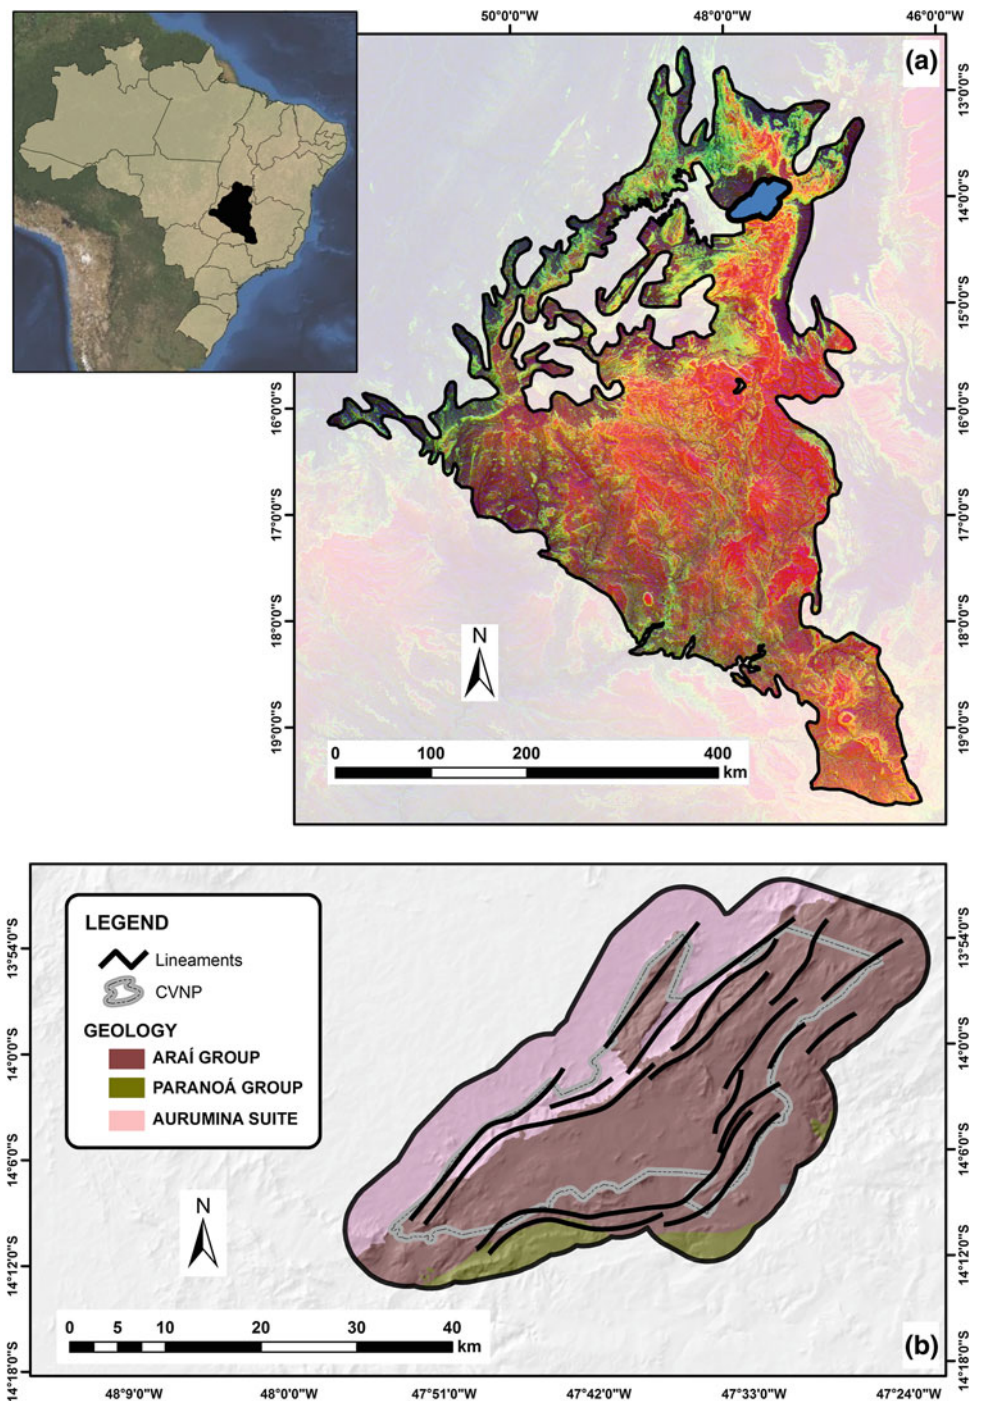 50°0'0"W 48°0'0"W 46°0'0"W
(a)
13°0'0"S
14°0'0"S
15°0'0"S
16°0'0"S 16°0'0"S
17°0'0"S 17°0'0"S
18°0'0"S 18°0'0"S
19°0'0"S 19°0'0"S
N
0 100 200 400
km
LEGEND
Lineaments
CVNP
GEOLOGY
ARAÍ GROUP
PARANOÁ GROUP
AURUMINA SUITE
13°54'0"S 13°54'0"S
14°0'0"S 14°0'0"S
14°6'0"S 14°6'0"S
14°12'0"S 14°12'0"S
14°18'0"S 14°18'0"S
N
0 5 10 20 30 40
km
(b)
48°9'0"W 48°0'0"W 47°51'0"W 47°42'0"W 47°33'0"W 47°24'0"W